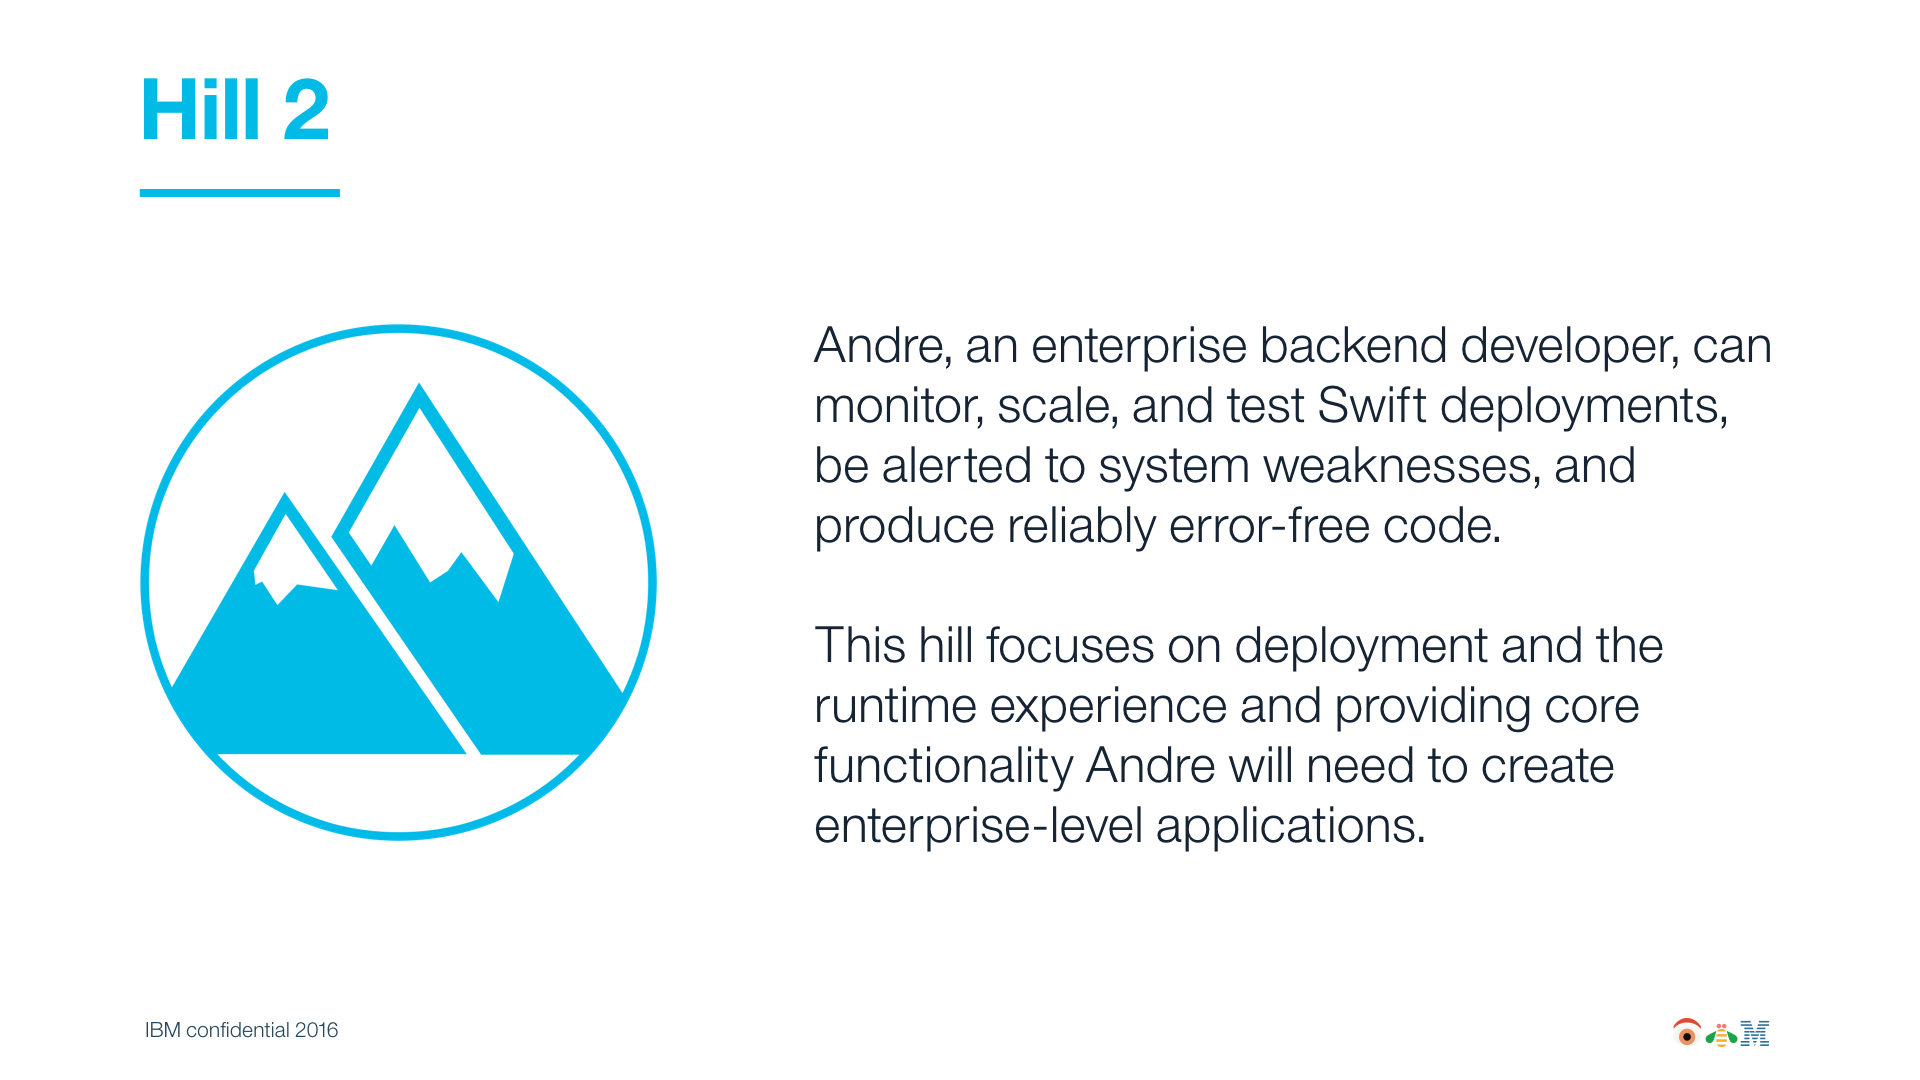 Hill 2
Andre, an enterprise backend developer, can
monitor, scale, and test Swift deployments,
be alerted to system weaknesses, and
produce reliably error-free code.
This hill focuses on deployment and the
runtime experience and providing core
functionality Andre will need to create
enterprise-level applications.
IBM confidential 2016
M